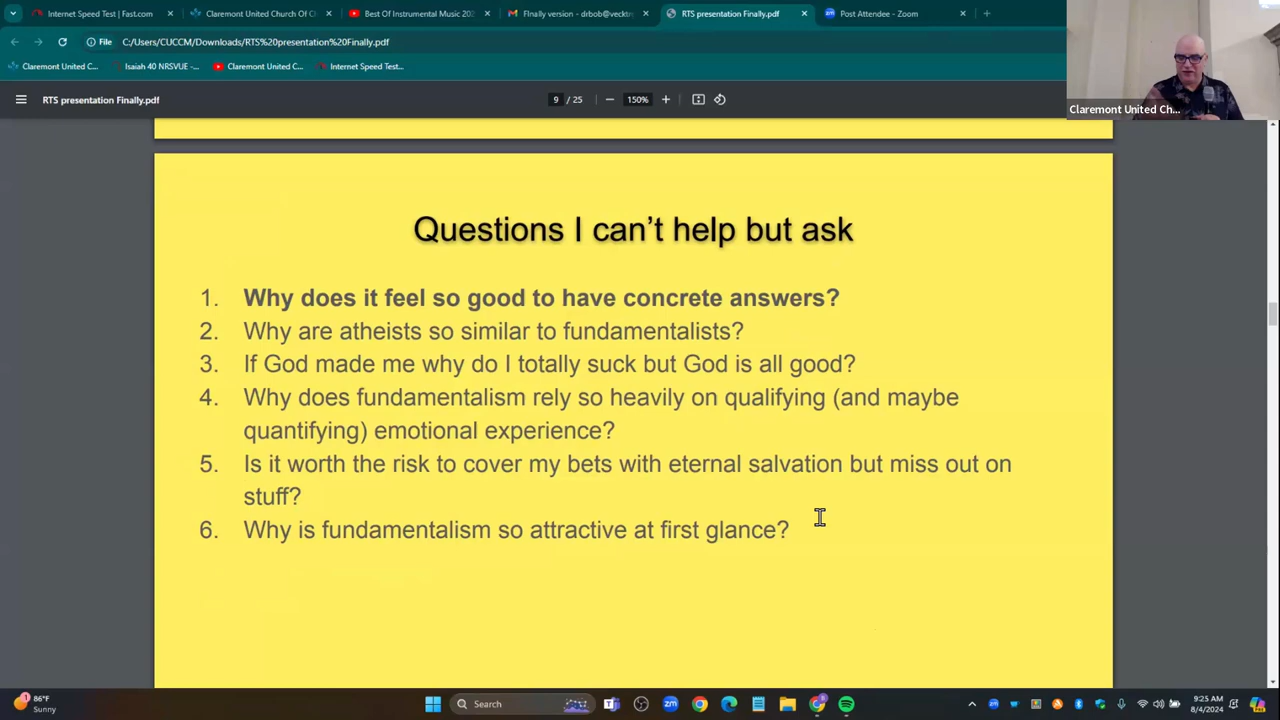 Internet Speed Test | Fast.com
Claremont United Church Of C
Best Of Instrumental Music 202
FInally version - drbob@vecktr
RTS presentation Finally.pdf
Post Attendee - Zoom
File
C:/Users/CUCCM/Downloads/RTS%20presentation%20Finally.pdf
Claremont United C...
Isaiah 40 NRSVUE -...
Claremont United C...
Internet Speed Test...
RTS presentation Finally.pdf
9 / 25
150%
Claremont United Ch...
Questions I can’t help but ask
1. Why does it feel so good to have concrete answers?
2. Why are atheists so similar to fundamentalists?
3. If God made me why do I totally suck but God is all good?
4. Why does fundamentalism rely so heavily on qualifying (and maybe
quantifying) emotional experience?
5. Is it worth the risk to cover my bets with eternal salvation but miss out on
stuff?
6. Why is fundamentalism so attractive at first glance?
1
86°F
Sunny
Search
9:25 AM
8/4/2024